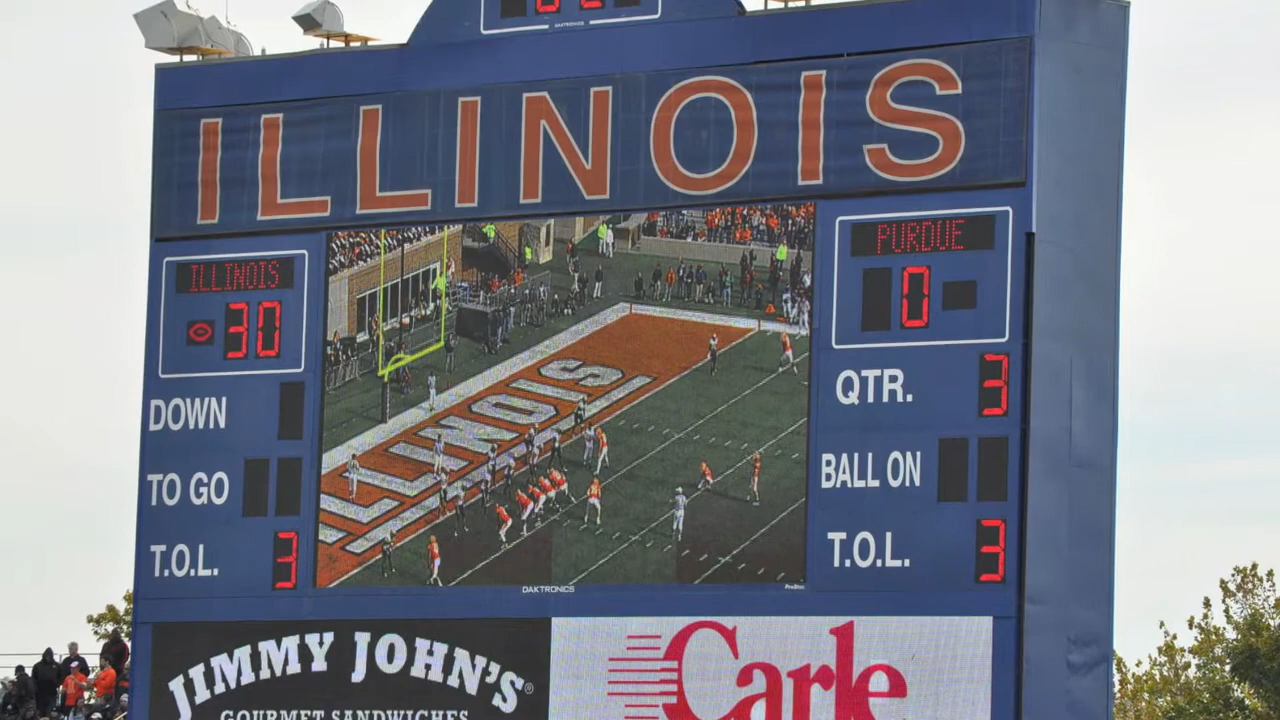 DAKTRONICS
ILLINOIS
ILLINOIS
30
DOWN
TO GO
T.O.L. 3
ILLINOIS
DAKTRONICS
PURDUE
0
QTR. 3
BALL ON
T.O.L. 3
JIMMY JOHN'S®
GOURMET SANDWICHES
Carle